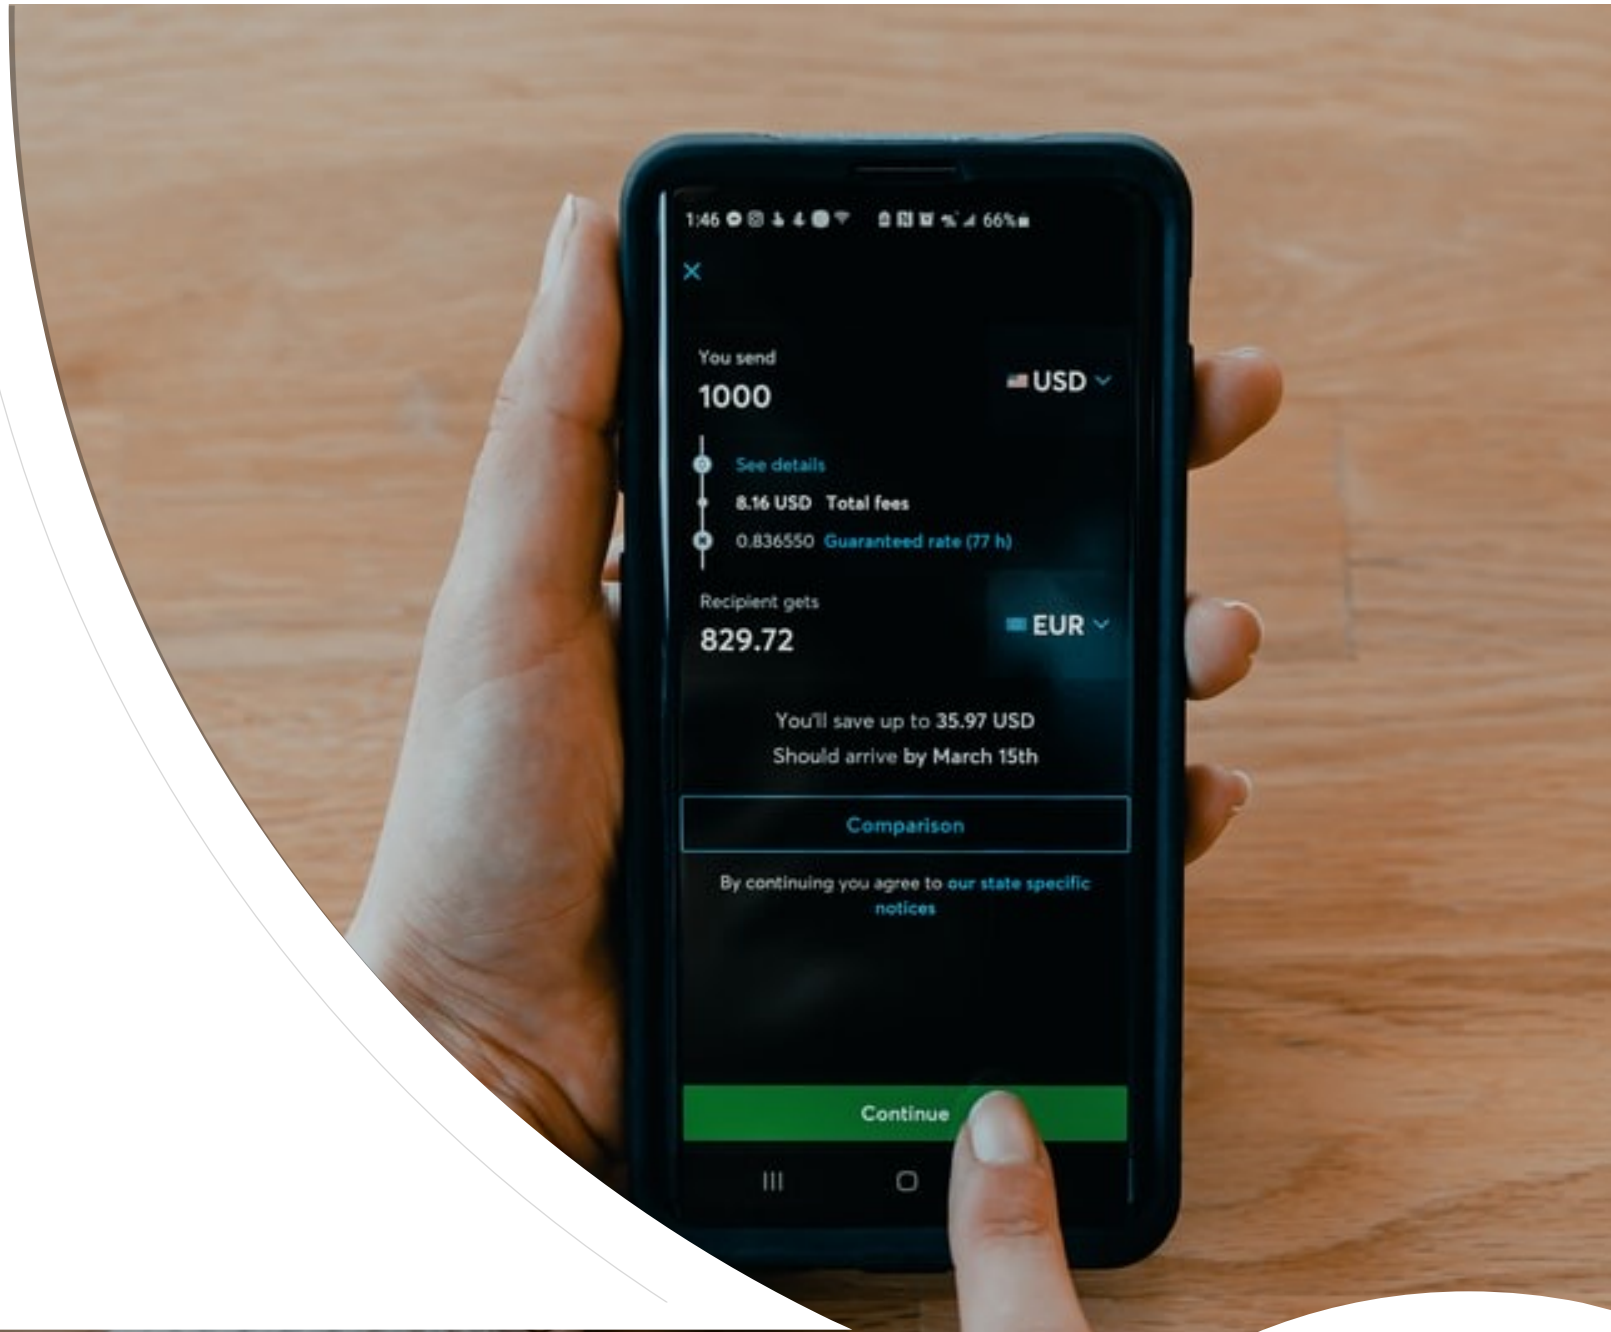 1:46 66%
You send
1000
USD
See details
8.16 USD Total fees
0.836550 Guaranteed rate (77 h)
Recipient gets
829.72
EUR
You'll save up to 35.97 USD
Should arrive by March 15th
Comparison
By continuing you agree to our state specific
notices
Continue